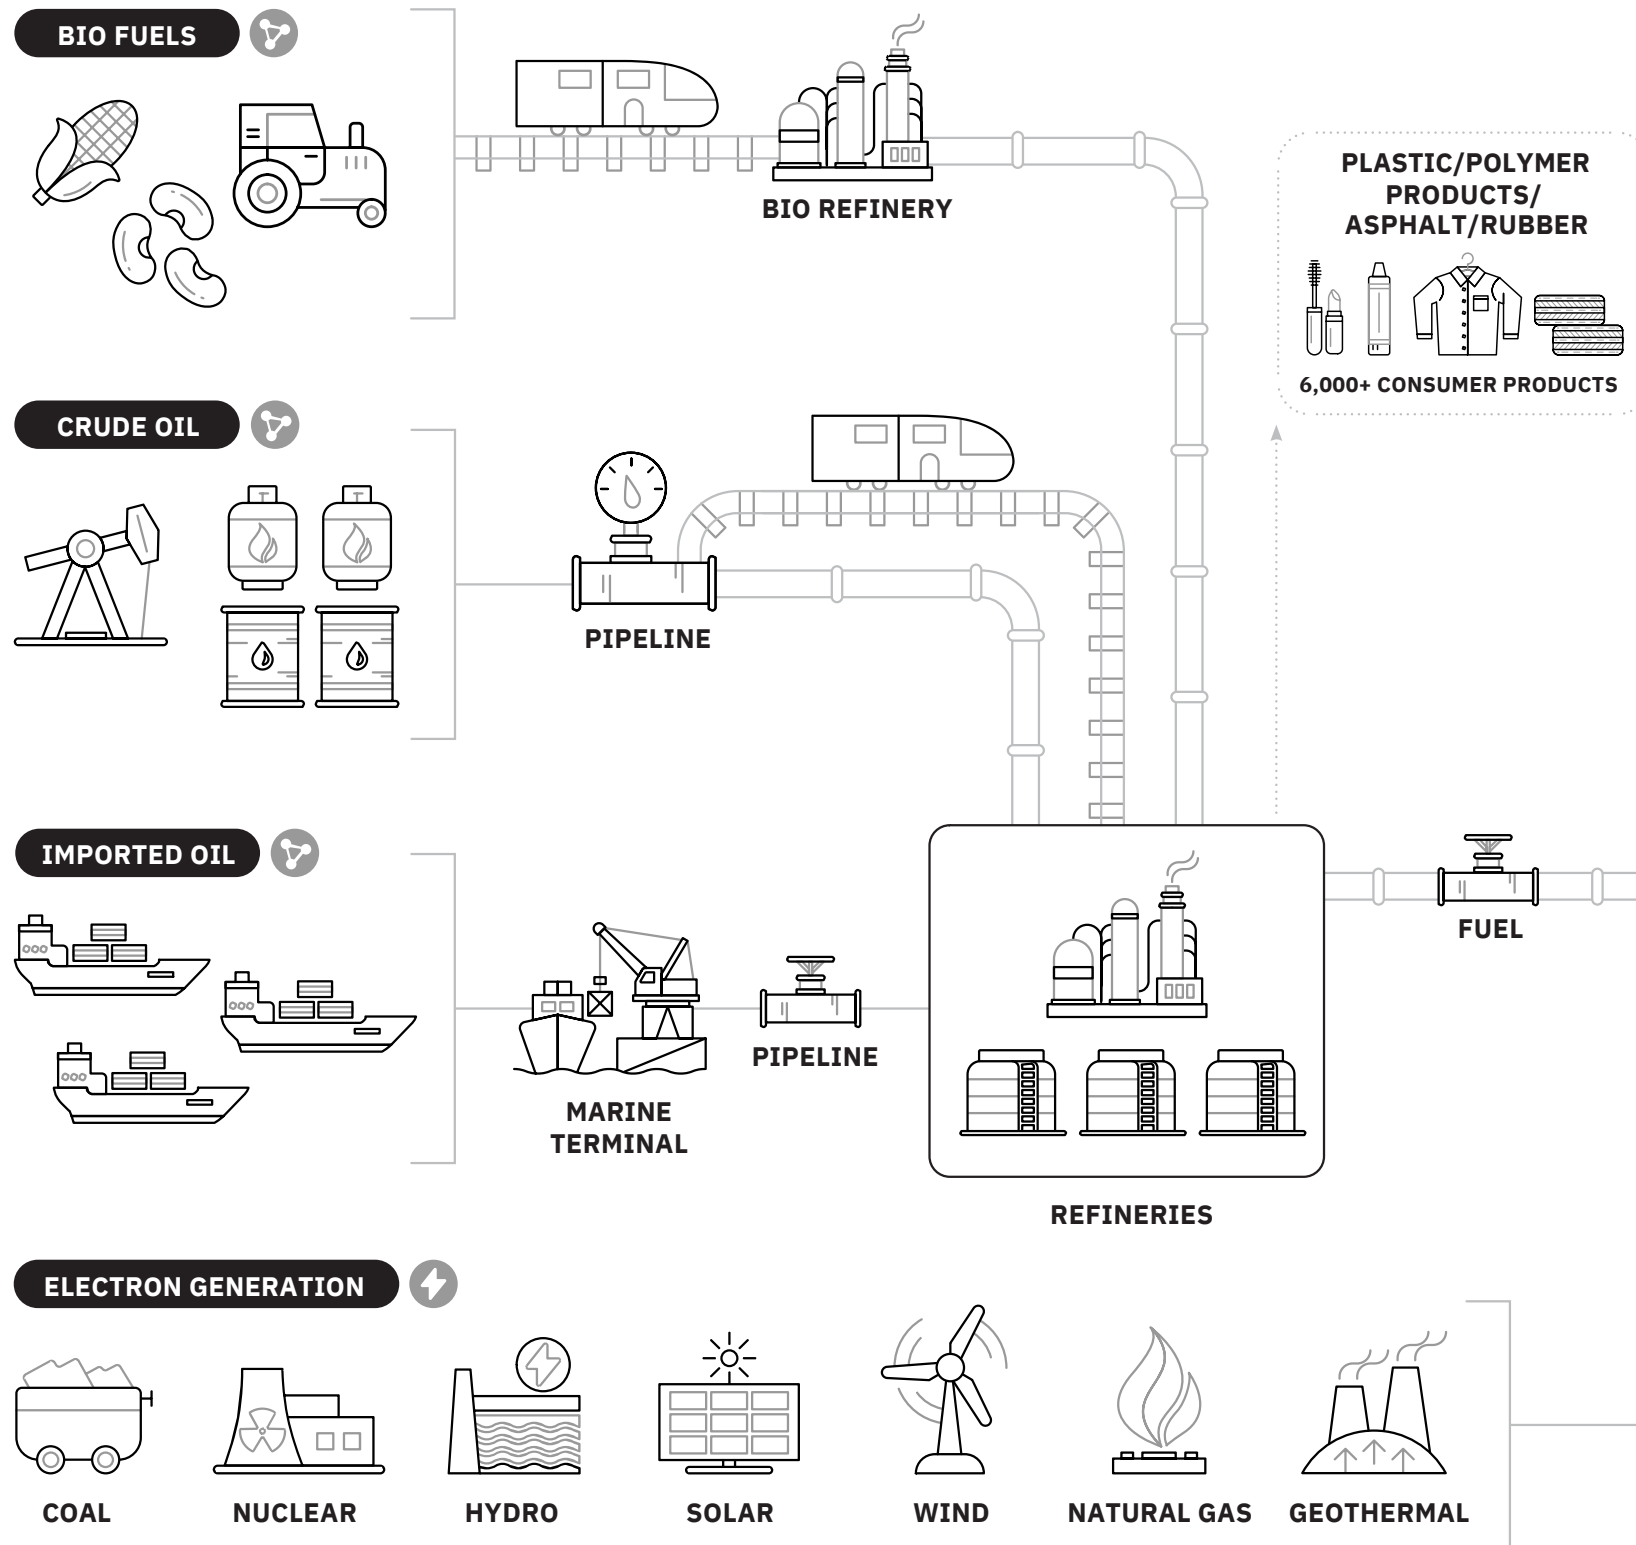 BIO FUELS
BIO REFINERY
PLASTIC/POLYMER
PRODUCTS/
ASPHALT/RUBBER
6,000+ CONSUMER PRODUCTS
CRUDE OIL
PIPELINE
IMPORTED OIL
MARINE
TERMINAL
PIPELINE
FUEL
REFINERIES
ELECTRON GENERATION
COAL
NUCLEAR
HYDRO
SOLAR
WIND
NATURAL GAS
GEOTHERMAL